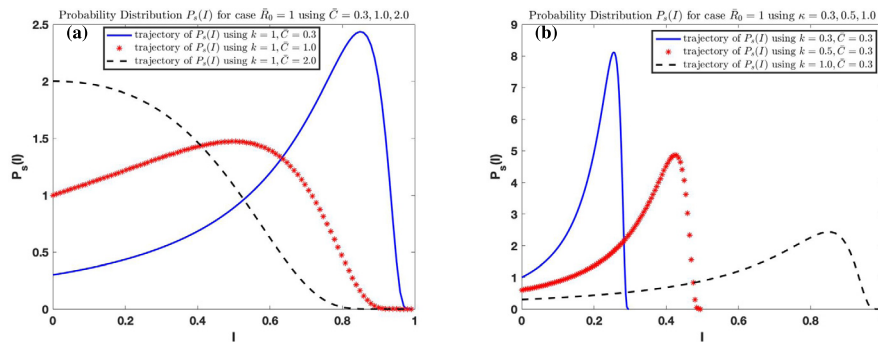 Probability Distribution P_s(I) for case R̄_0 = 1 using C̄ = 0.3, 1.0, 2.0
(a)
trajectory of P_s(I) using k = 1, C̄ = 0.3
trajectory of P_s(I) using k = 1, C̄ = 1.0
trajectory of P_s(I) using k = 1, C̄ = 2.0
2.5
2
1.5
1
0.5
0
P_s(I)
0 0.2 0.4 0.6 0.8 1
I
Probability Distribution P_s(I) for case R̄_0 = 1 using κ = 0.3, 0.5, 1.0
(b)
trajectory of P_s(I) using k = 0.3, C̄ = 0.3
trajectory of P_s(I) using k = 0.5, C̄ = 0.3
trajectory of P_s(I) using k = 1.0, C̄ = 0.3
9
8
7
6
5
4
3
2
1
0
P_s(I)
0 0.2 0.4 0.6 0.8
I